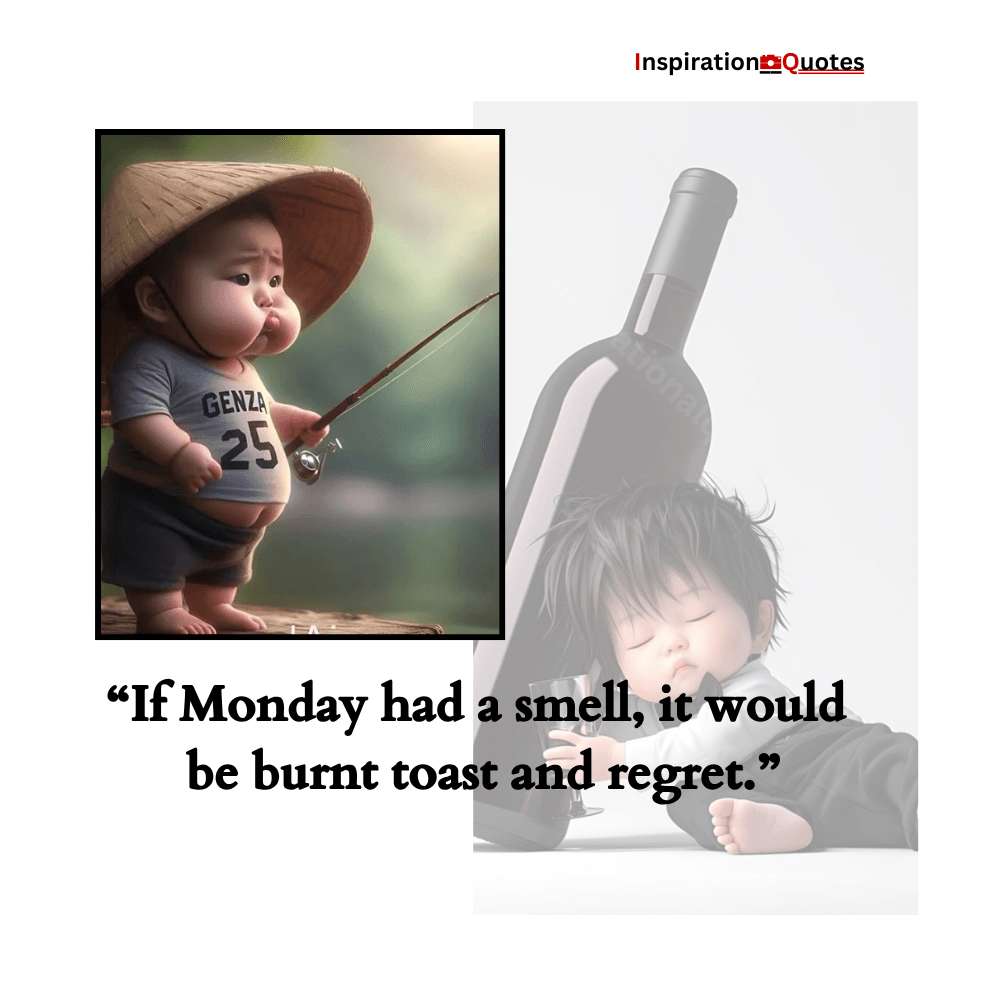 Inspiration Quotes
GENZA
25
“If Monday had a smell, it would
be burnt toast and regret.”